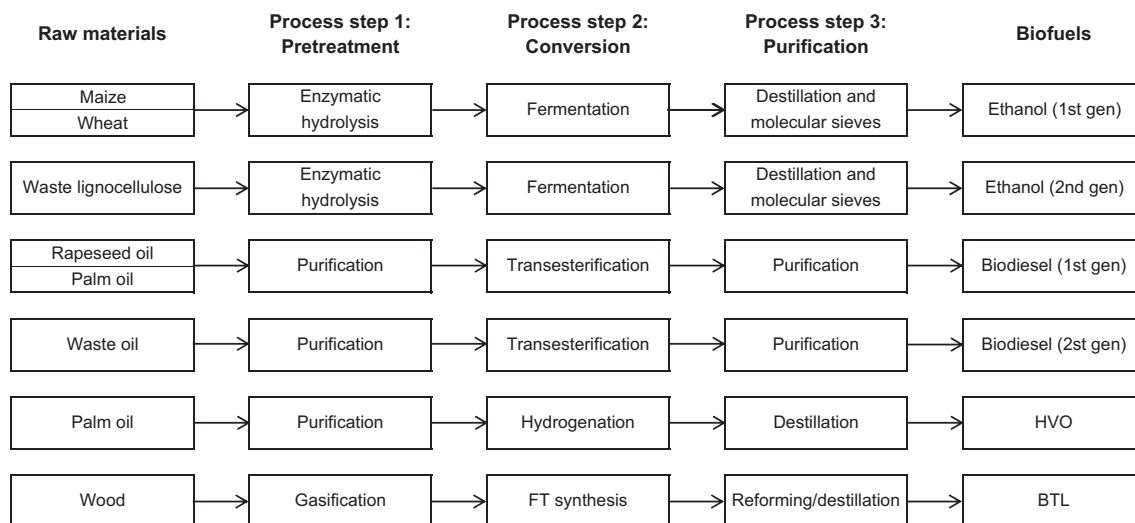 Raw materials
Process step 1:
Pretreatment
Process step 2:
Conversion
Process step 3:
Purification
Biofuels
Maize
Wheat
Enzymatic
hydrolysis
Fermentation
Destillation and
molecular sieves
Ethanol (1st gen)
Waste lignocellulose
Enzymatic
hydrolysis
Fermentation
Destillation and
molecular sieves
Ethanol (2nd gen)
Rapeseed oil
Palm oil
Purification
Transesterification
Purification
Biodiesel (1st gen)
Waste oil
Purification
Transesterification
Purification
Biodiesel (2st gen)
Palm oil
Purification
Hydrogenation
Destillation
HVO
Wood
Gasification
FT synthesis
Reforming/destillation
BTL